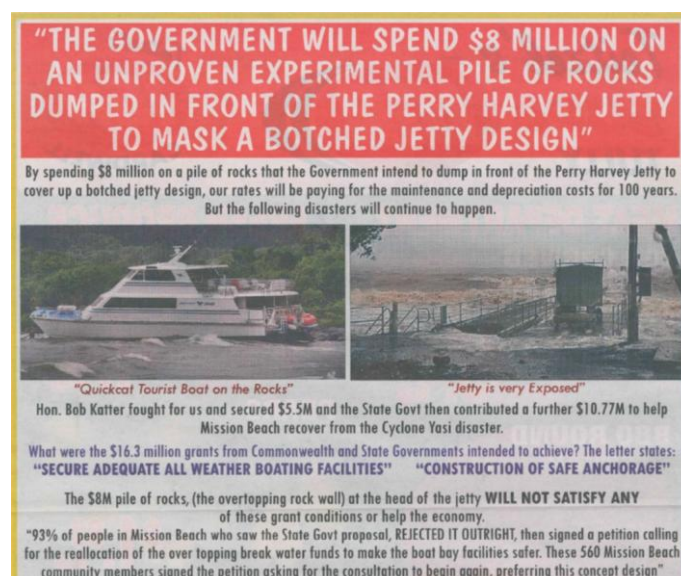 "THE GOVERNMENT WILL SPEND $8 MILLION ON
AN UNPROVEN EXPERIMENTAL PILE OF ROCKS
DUMPED IN FRONT OF THE PERRY HARVEY JETTY
TO MASK A BOTCHED JETTY DESIGN"
By spending $8 million on a pile of rocks that the Government intend to dump in front of the Perry Harvey Jetty to
cover up a botched jetty design, our rates will be paying for the maintenance and depreciation costs for 100 years.
But the following disasters will continue to happen.
"Quickcat Tourist Boat on the Rocks"
"Jetty is very Exposed"
Hon. Bob Katter fought for us and secured $5.5M and the State Govt then contributed a further $10.77M to help
Mission Beach recover from the Cyclone Yasi disaster.
What were the $16.3 million grants from Commonwealth and State Governments intended to achieve? The letter states:
"SECURE ADEQUATE ALL WEATHER BOATING FACILITIES" "CONSTRUCTION OF SAFE ANCHORAGE"
The $8M pile of rocks, (the overtopping rock wall) at the head of the jetty WILL NOT SATISFY ANY
of these grant conditions or help the economy.
"93% of people in Mission Beach who saw the State Govt proposal, REJECTED IT OUTRIGHT, then signed a petition calling
for the reallocation of the over topping break water funds to make the boat bay facilities safer. These 560 Mission Beach
community members signed the petition asking for the consultation to begin again, preferring this concept design"